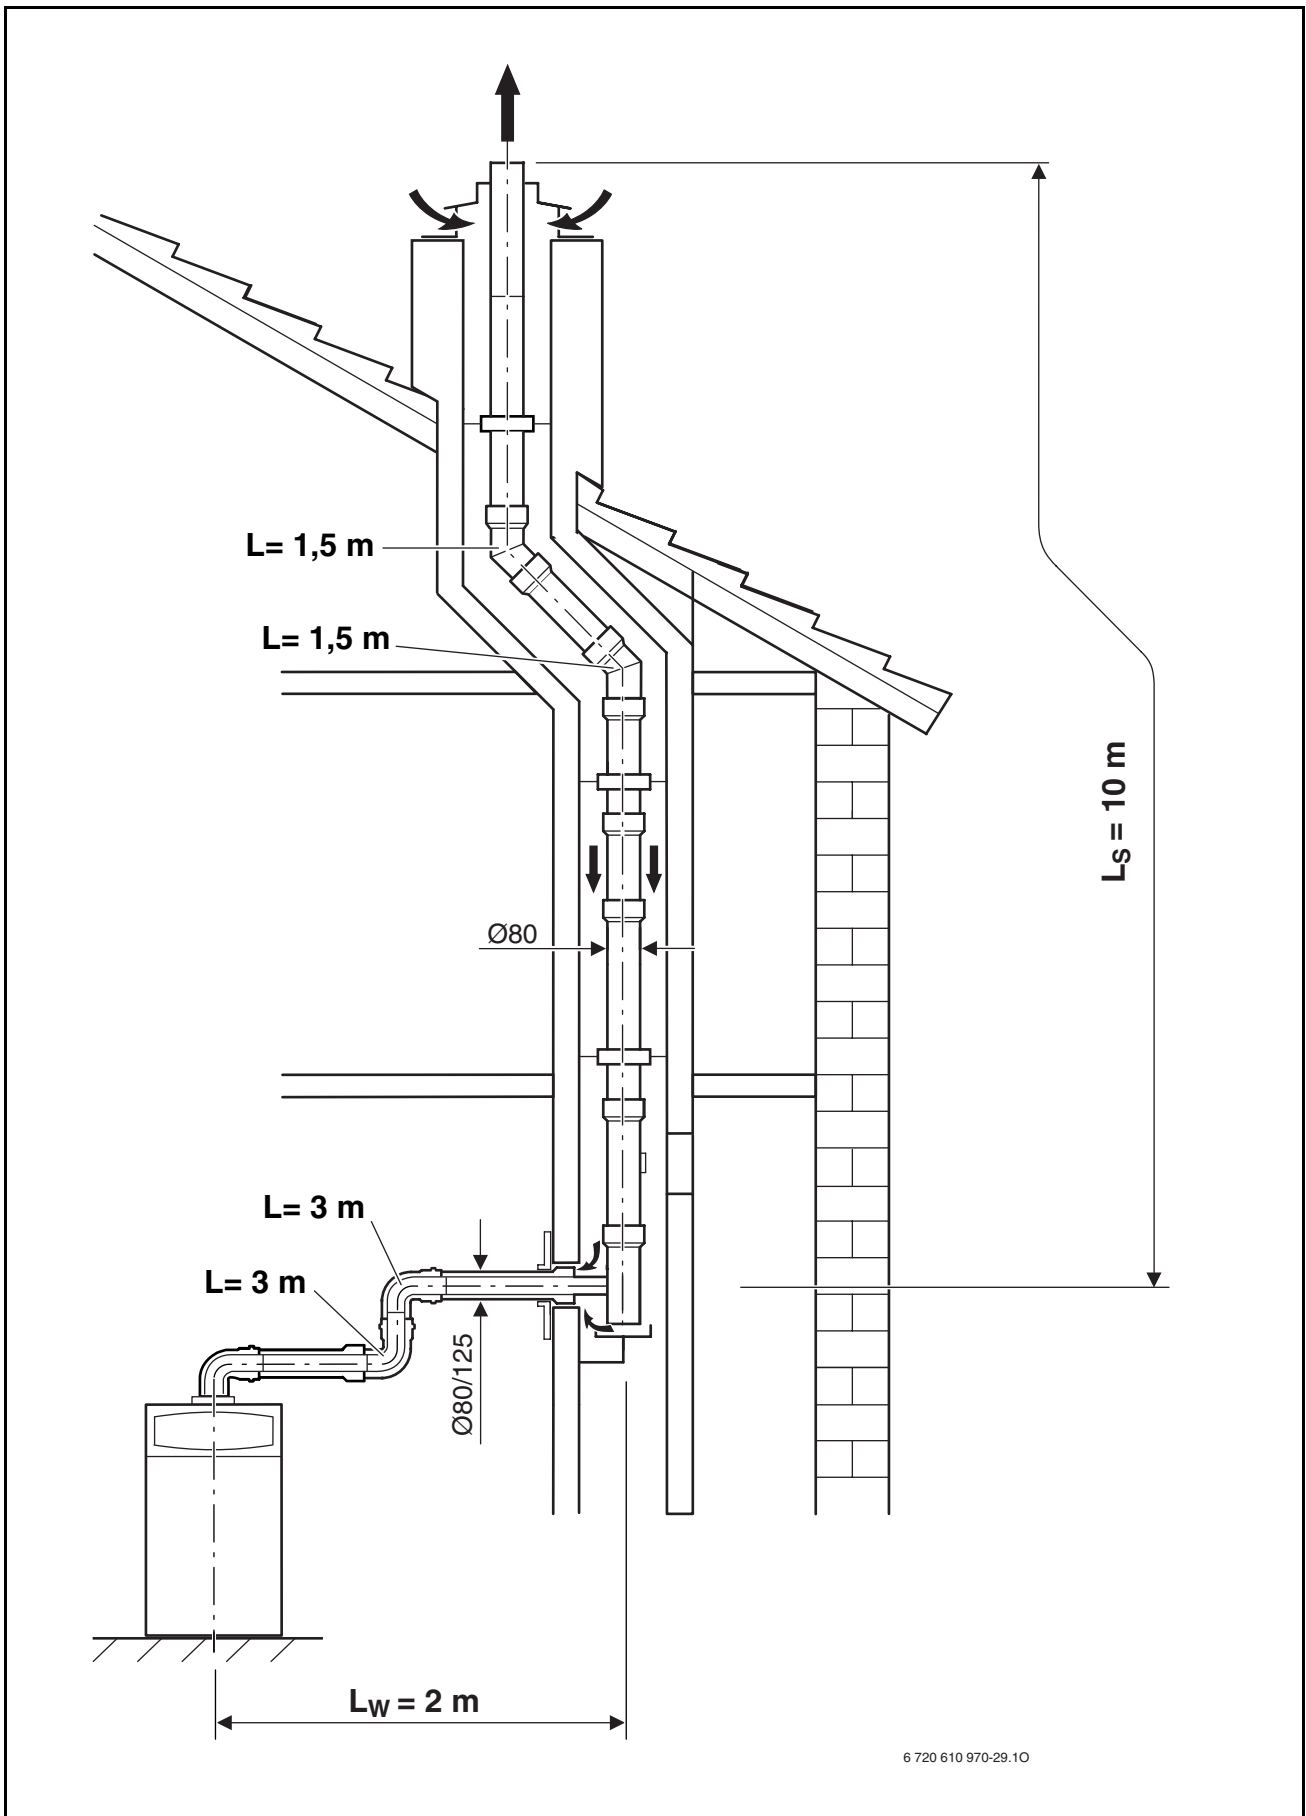 L= 1,5 m
L= 1,5 m
LS = 10 m
Ø80
L= 3 m
L= 3 m
Ø80/125
LW = 2 m
6 720 610 970-29.1O